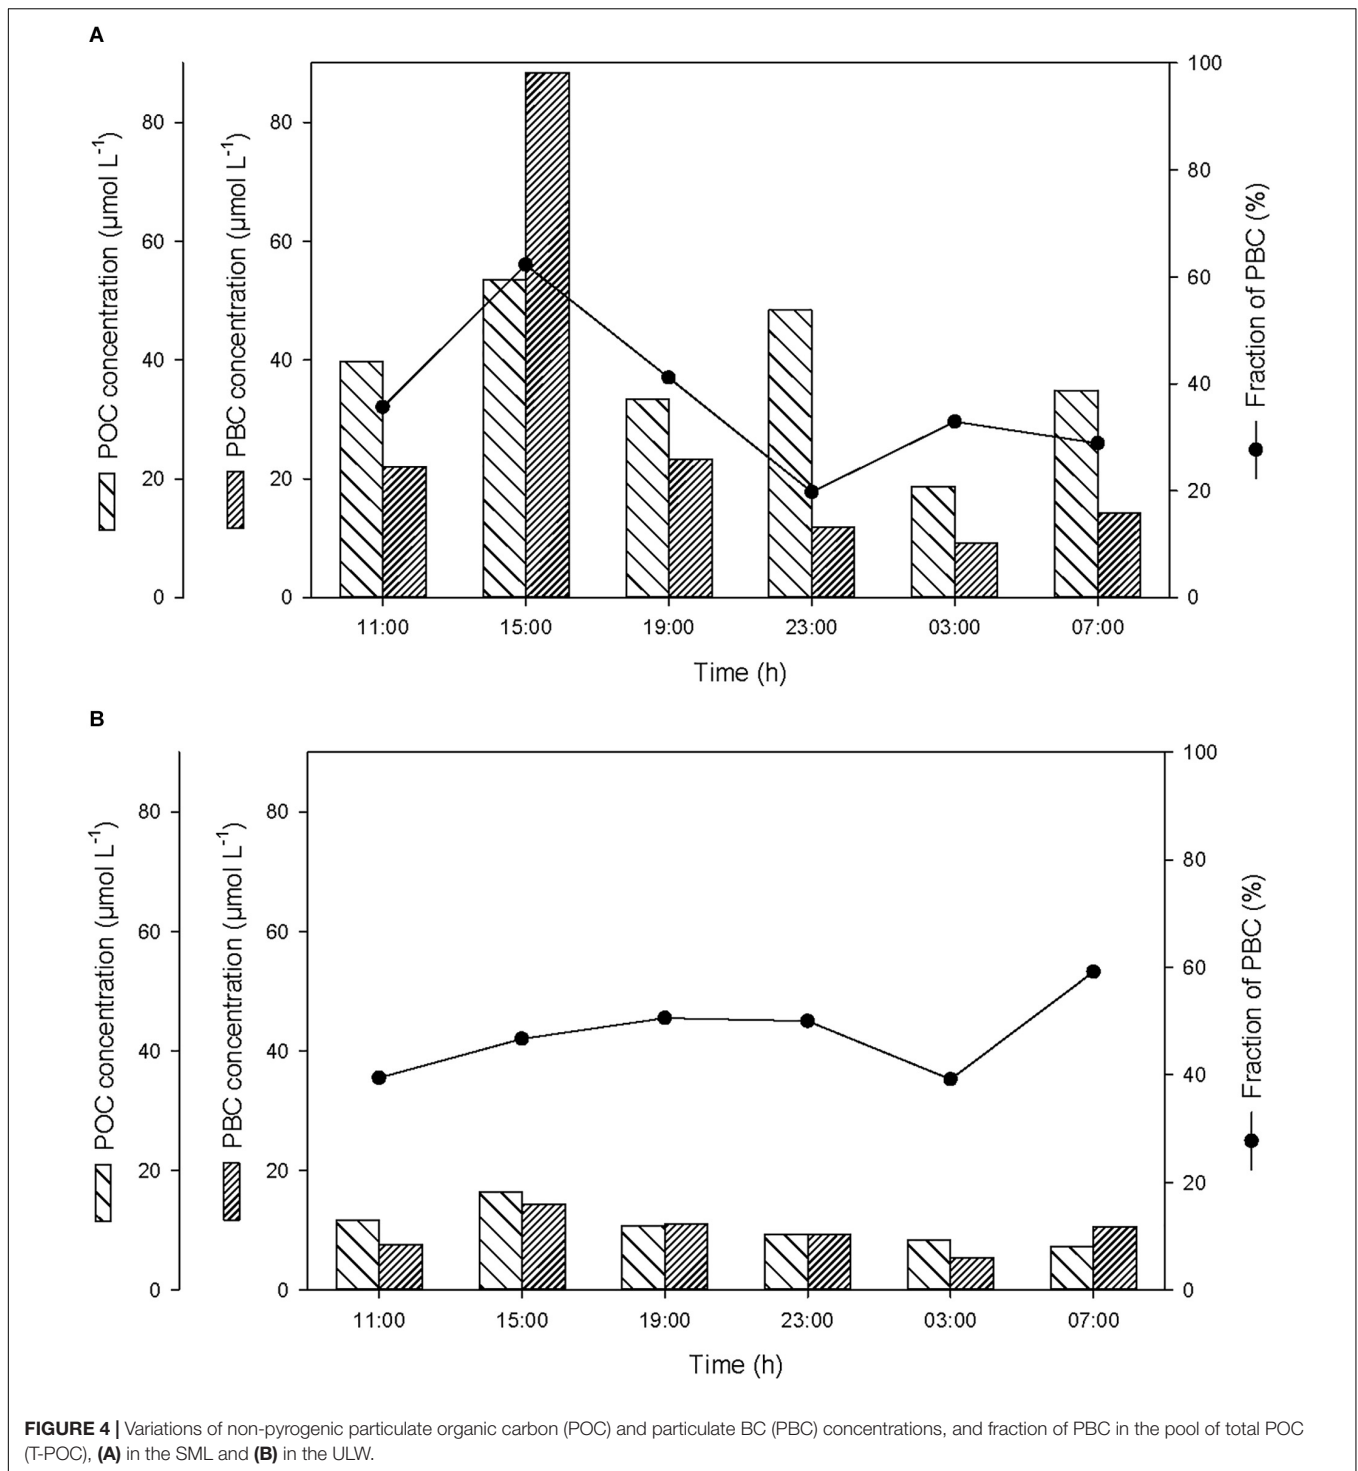 A
POC concentration (µmol L-1)
80
60
40
20
0
PBC concentration (µmol L-1)
80
60
40
20
0
100
80
60
40
20
0
Fraction of PBC (%)
11:00 15:00 19:00 23:00 03:00 07:00
Time (h)
B
POC concentration (µmol L-1)
80
60
40
20
0
PBC concentration (µmol L-1)
80
60
40
20
0
100
80
60
40
20
0
Fraction of PBC (%)
11:00 15:00 19:00 23:00 03:00 07:00
Time (h)
FIGURE 4 | Variations of non-pyrogenic particulate organic carbon (POC) and particulate BC (PBC) concentrations, and fraction of PBC in the pool of total POC
(T-POC), (A) in the SML and (B) in the ULW.